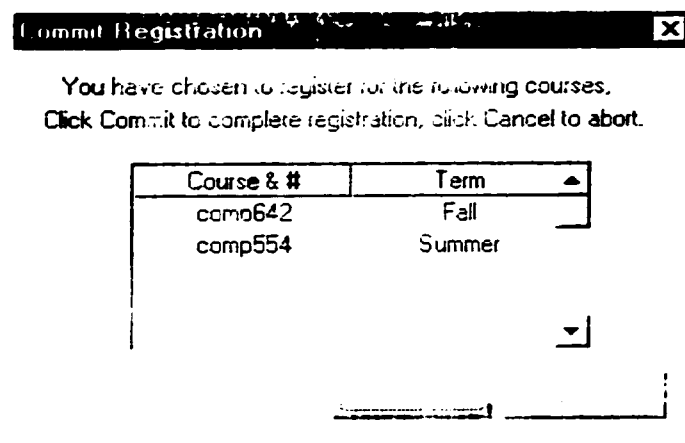 Commit Registration
You have chosen to register for the following courses,
Click Commit to complete registration, click Cancel to abort.
Course & # Term
comp642 Fall
comp554 Summer